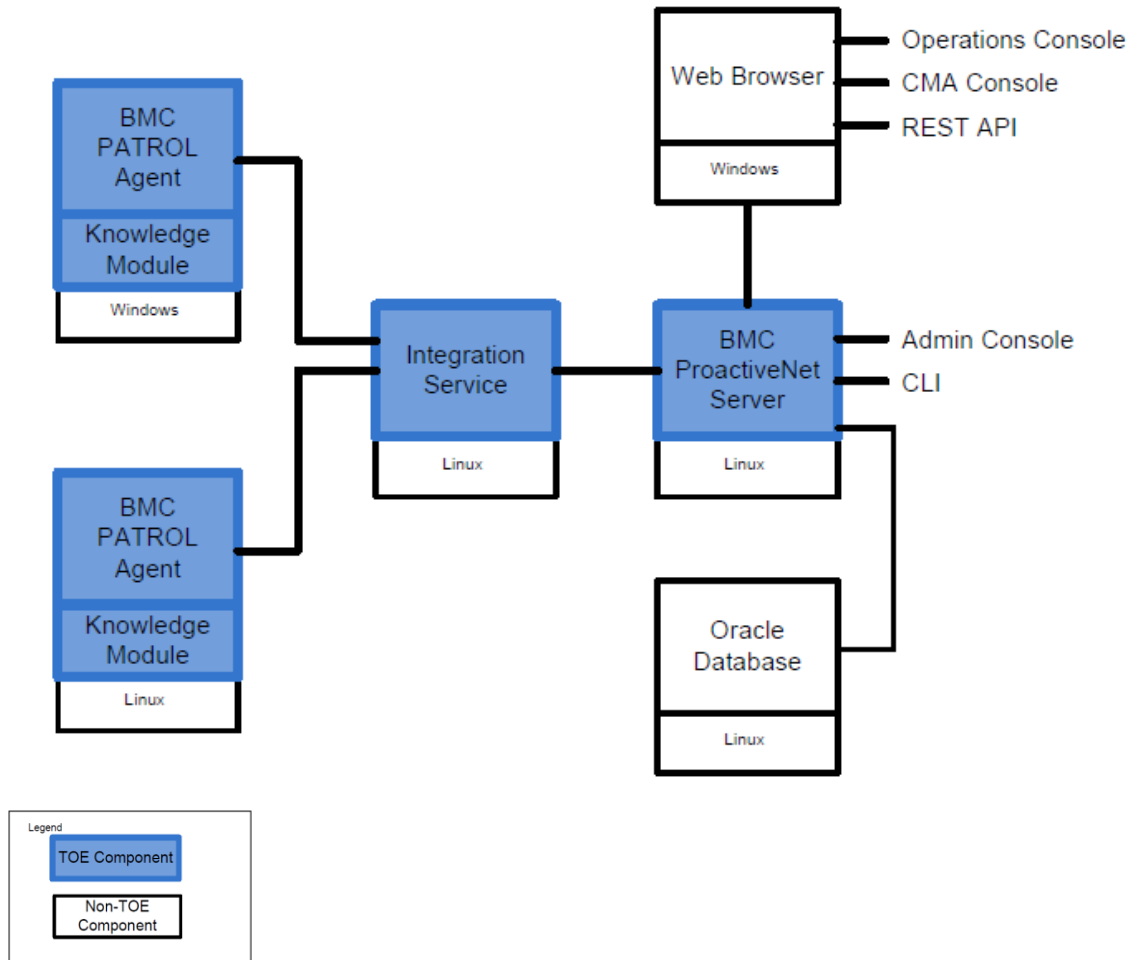 Operations Console
Web Browser
CMA Console
REST API
Windows
BMC
PATROL
Agent
Knowledge
Module
Windows
Integration
Service
Linux
BMC
ProactiveNet
Server
Linux
Admin Console
CLI
BMC
PATROL
Agent
Knowledge
Module
Linux
Oracle
Database
Linux
Legend
TOE Component
Non-TOE
Component